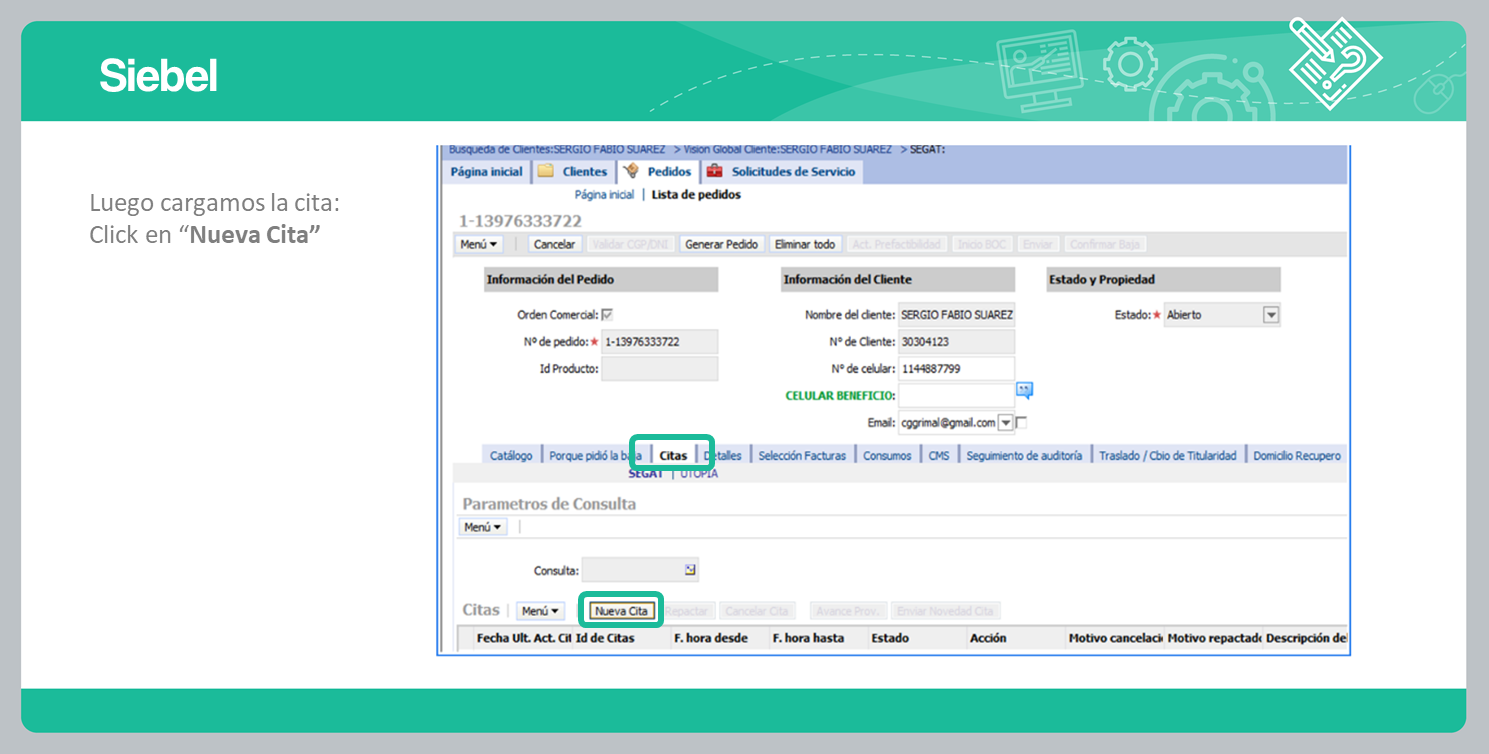 Siebel
Luego cargamos la cita:
Click en “Nueva Cita”
Busqueda de Clientes:SERGIO FABIO SUAREZ > Vision Global Cliente:SERGIO FABIO SUAREZ > SEGAT:
Página inicial Clientes Pedidos Solicitudes de Servicio
Página inicial | Lista de pedidos
1-13976333722
Menú Cancelar Validar CGP/DNI Generar Pedido Eliminar todo Act. Prefactibilidad Inicio BOC Enviar Confirmar Baja
Información del Pedido Información del Cliente Estado y Propiedad
Orden Comercial: Nombre del cliente: SERGIO FABIO SUAREZ Estado: Abierto
Nº de pedido: 1-13976333722 Nº de Cliente: 30304123
Id Producto: Nº de celular: 1144887799
CELULAR BENEFICIO:
Email: cggrimal@gmail.com
Catálogo Porque pidió la baja Citas Detalles Selección Facturas Consumos CMS Seguimiento de auditoría Traslado / Cbio de Titularidad Domicilio Recupero
SEGAT | UTOPIA
Parametros de Consulta
Menú
Consulta:
Citas Menú Nueva Cita Repactar Cancelar Cita Avance Prov. Enviar Novedad Cita
Fecha Ult. Act. Cit Id de Citas F. hora desde F. hora hasta Estado Acción Motivo cancelaci Motivo repactad Descripción de